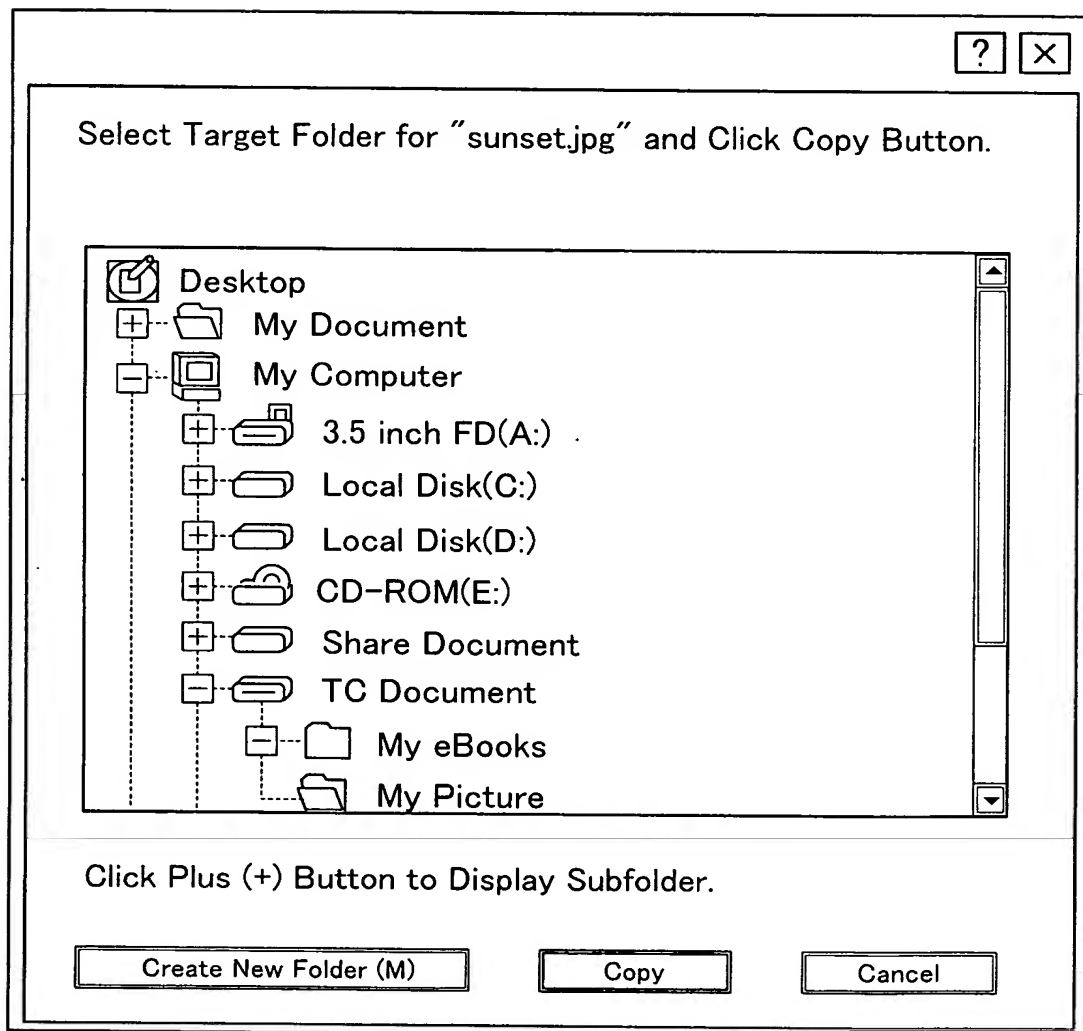 ?
×
Select Target Folder for "sunset.jpg" and Click Copy Button.
Desktop
My Document
My Computer
3.5 inch FD(A:)
Local Disk(C:)
Local Disk(D:)
CD-ROM(E:)
Share Document
TC Document
My eBooks
My Picture
Click Plus (+) Button to Display Subfolder.
Create New Folder (M)
Copy
Cancel